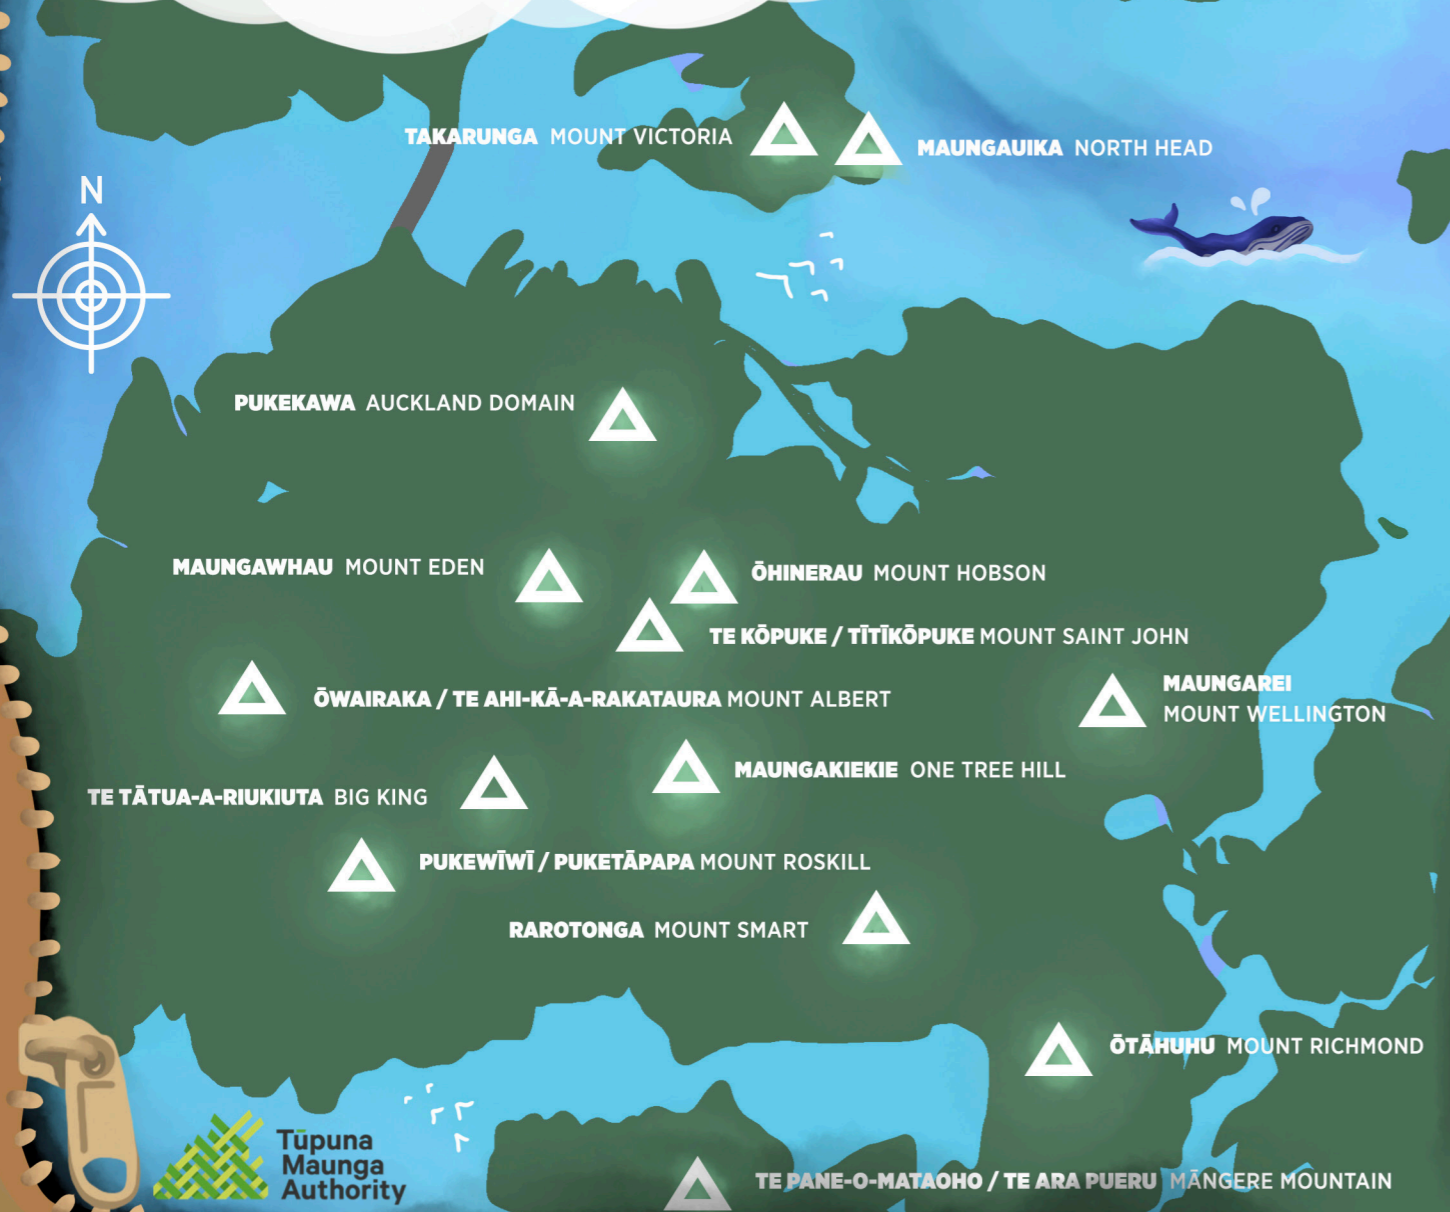 TAKARUNGA MOUNT VICTORIA
MAUNGAUIKA NORTH HEAD
N
PUKEKAWA AUCKLAND DOMAIN
MAUNGAWHAU MOUNT EDEN
ŌHINERAU MOUNT HOBSON
TE KŌPUKE / TĪTĪKŌPUKE MOUNT SAINT JOHN
MAUNGAREI
MOUNT WELLINGTON
ŌWAIRAKA / TE AHI-KĀ-A-RAKATAURA MOUNT ALBERT
MAUNGAKIEKIE ONE TREE HILL
TE TĀTUA-A-RIUKIUTA BIG KING
PUKEWĪWĪ / PUKETĀPAPA MOUNT ROSKILL
RAROTONGA MOUNT SMART
ŌTĀHUHU MOUNT RICHMOND
Tūpuna
Maunga
Authority
TE PANE-O-MATAOHO / TE ARA PUERU MĀNGERE MOUNTAIN